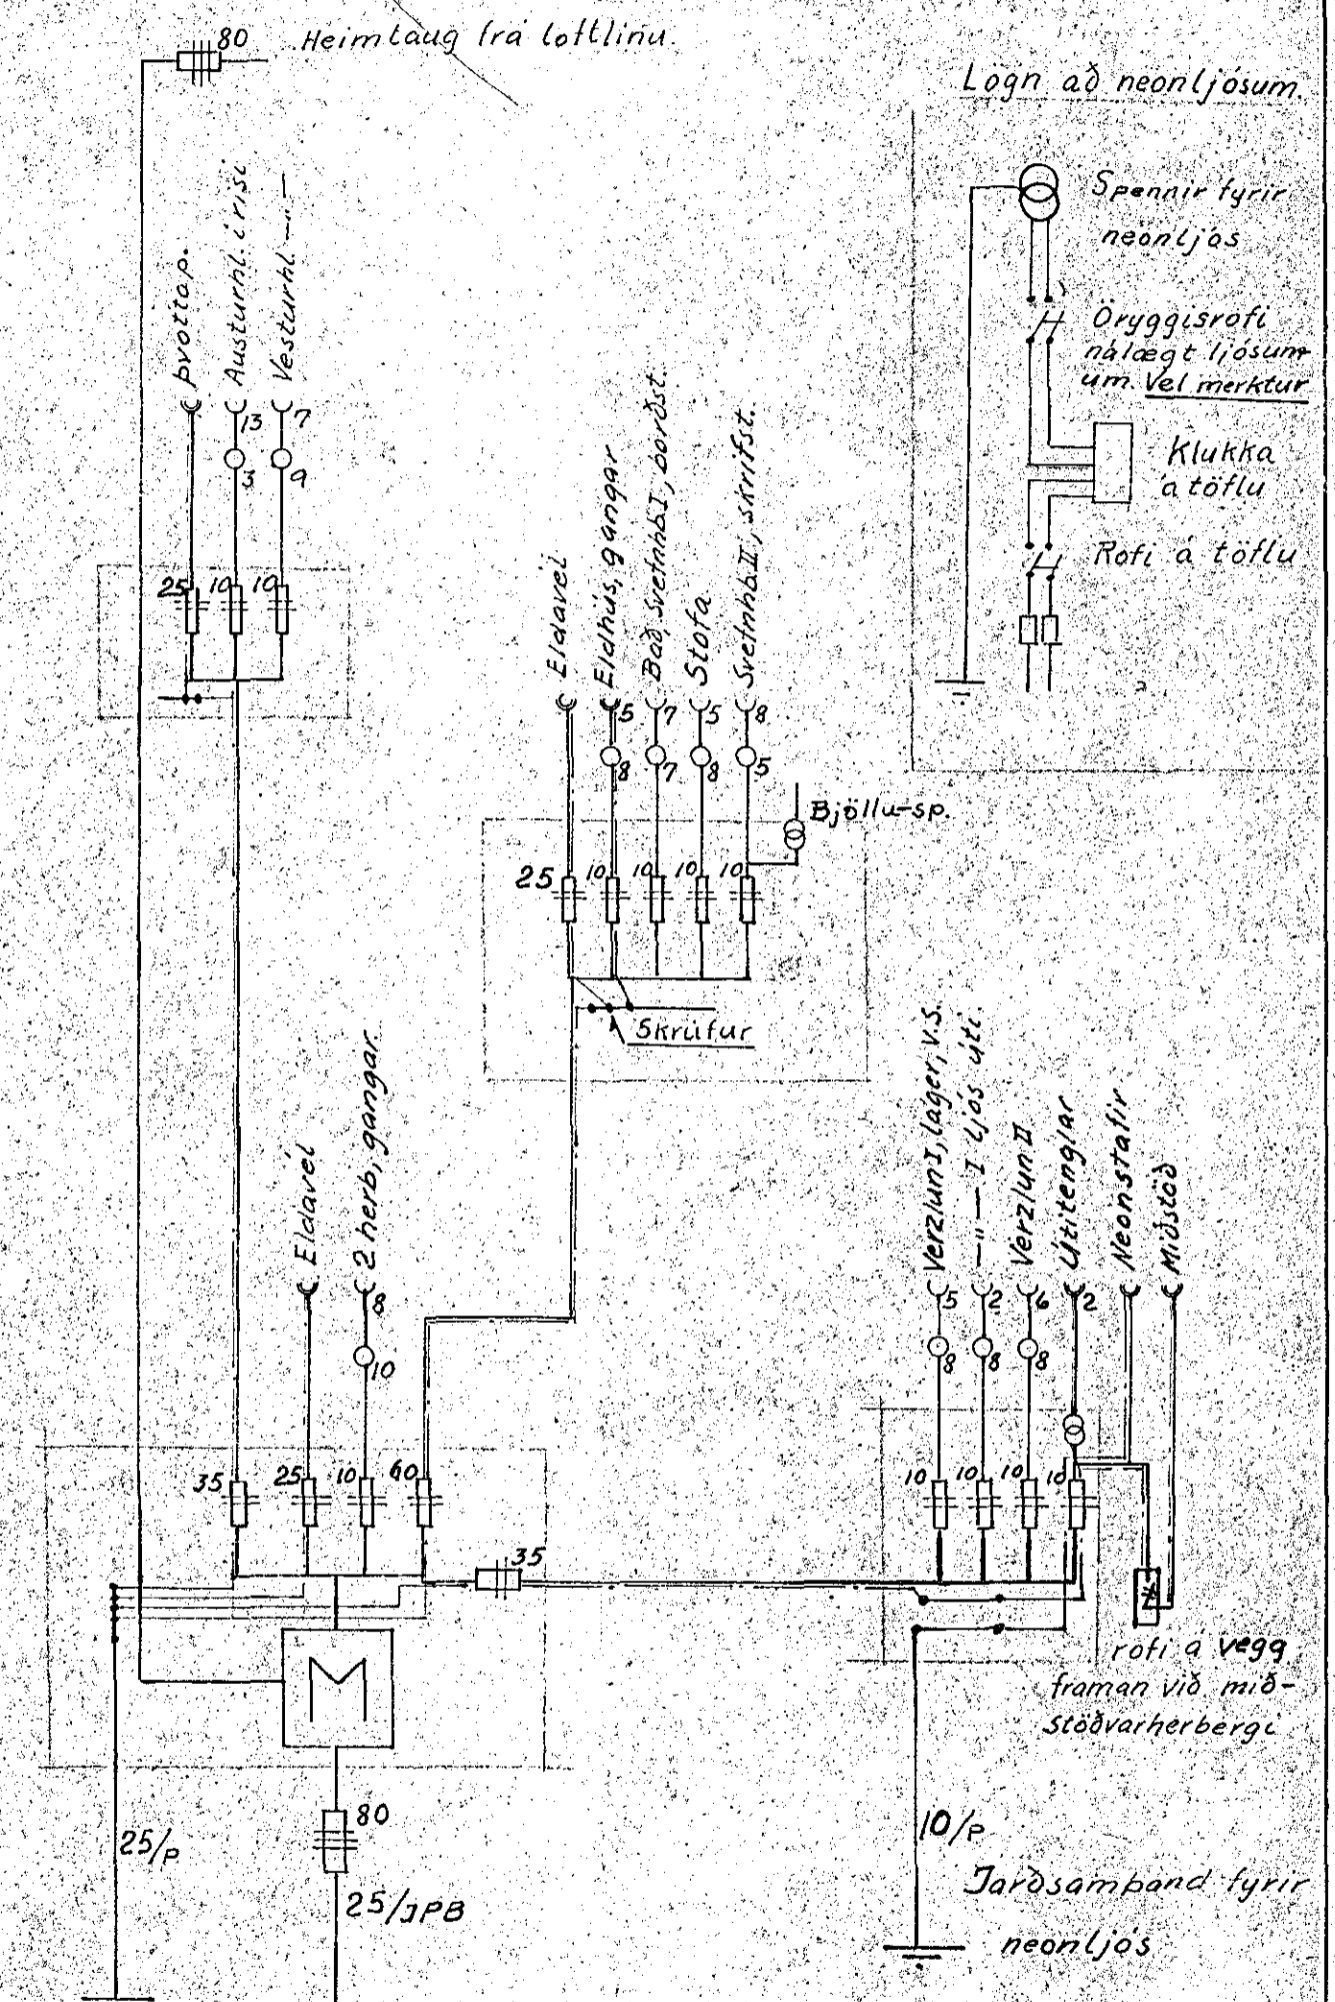 80 Heimtaug frá loftlínu.
Lögn að neonljósum.
Spennir fyrir
neonljós
Öryggisrofi
nálægt ljósun-
um. Vel merktur
Klukka
á töflu
Rofi á töflu
Þvottap.
Austurhl. í risi
Vesturhl. — " —
13
7
3
9
25
10
10
Eldavél
Eldhús, gangar
Bað, Svefnhb I, borðst.
Stofa
Svefnhb. II, skrifst.
5
7
5
8
8
7
8
5
Bjöllu-sp.
25
10
10
10
10
Skrúfur
Eldavél
2 herb, gangar
8
10
Verzlun I, lager, V.S.
— " — I ljós úti.
Verzlun II
Útitenglar
Neonstafir
Miðstöð
5
2
6
2
8
8
8
35
25
10
60
10
10
10
10
35
M
rofi á vegg
framan við mið-
stöðvarherbergi
80
25/P
25/JPB
10/P
Jarðsamband fyrir
neonljós